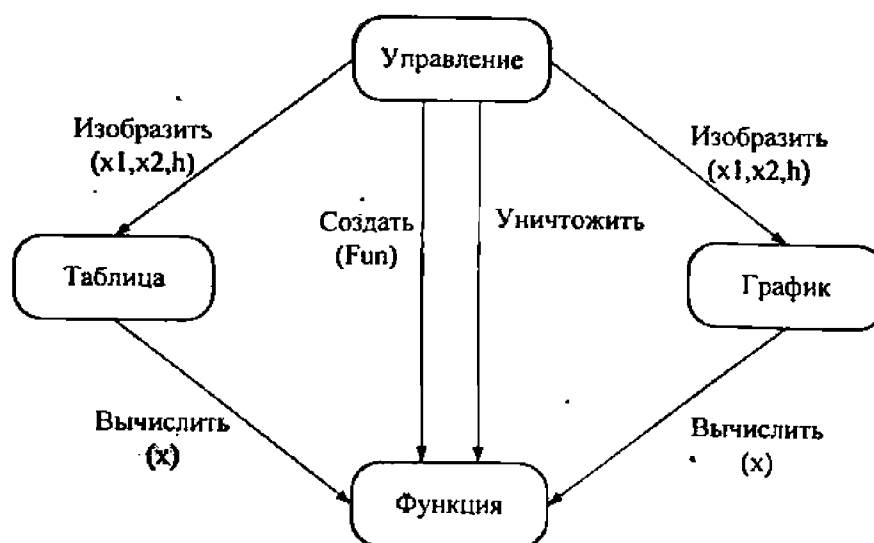 Управление
Изобразить
(x1,x2,h)
Изобразить
(x1,x2,h)
Создать
(Fun)
Уничтожить
Таблица
График
Вычислить
(x)
Вычислить
(x)
Функция